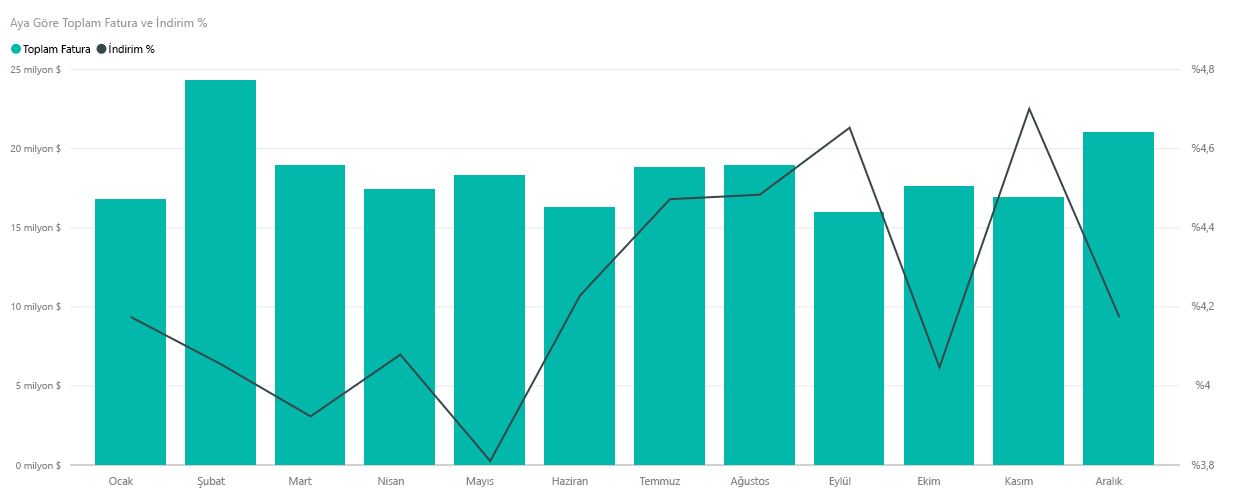 Aya Göre Toplam Fatura ve İndirim %
Toplam Fatura İndirim %
25 milyon $ %4,8
20 milyon $ %4,6
15 milyon $ %4,4
10 milyon $ %4,2
5 milyon $ %4
0 milyon $ %3,8
Ocak Şubat Mart Nisan Mayıs Haziran Temmuz Ağustos Eylül Ekim Kasım Aralık